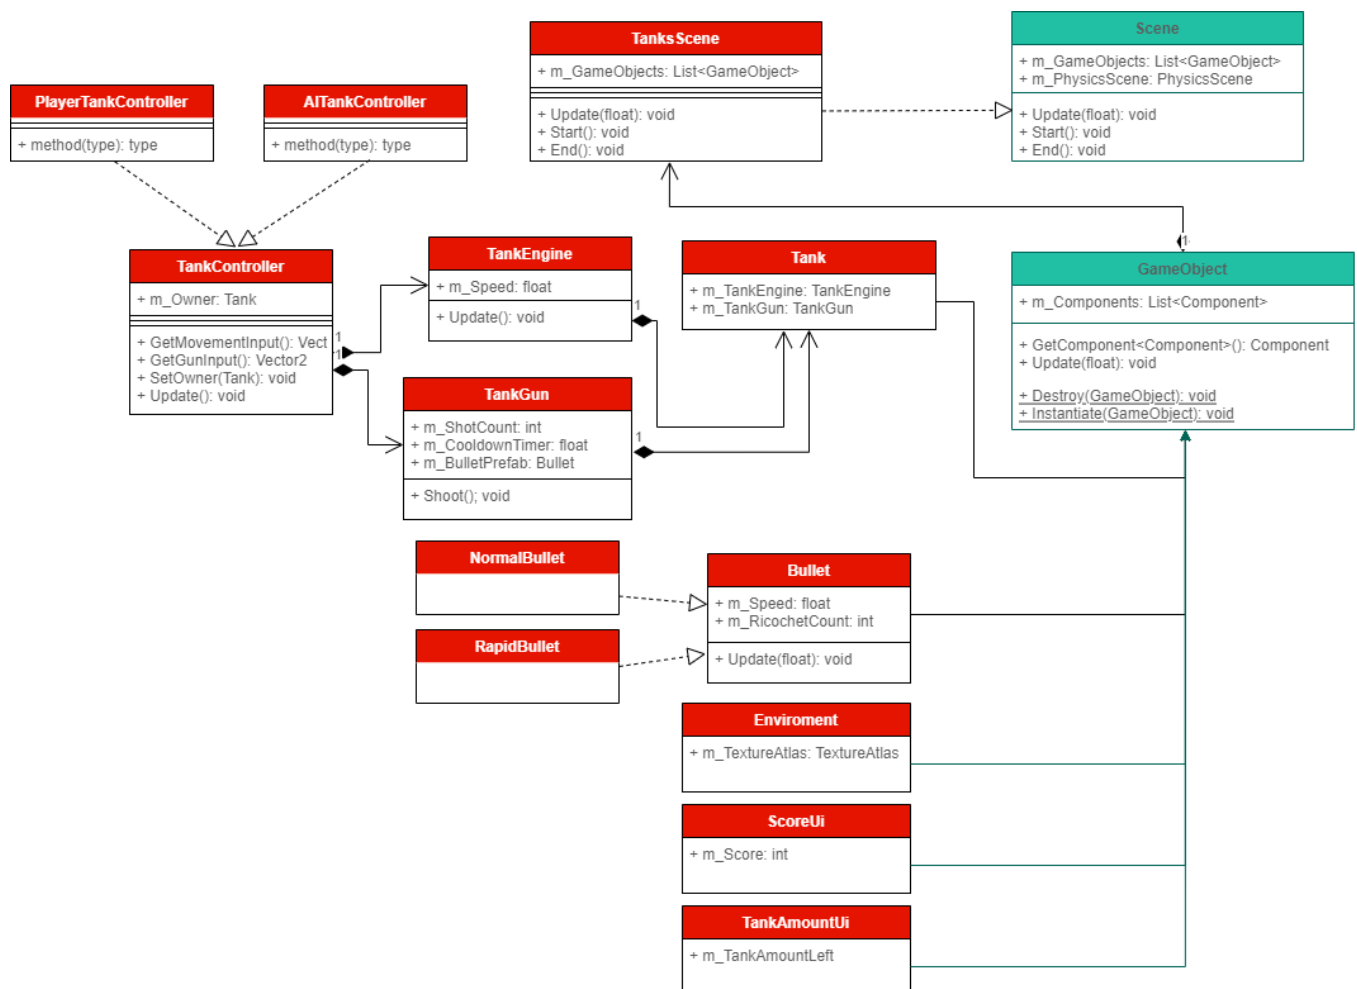 TanksScene
+ m_GameObjects: List<GameObject>
+ Update(float): void
+ Start(): void
+ End(): void
Scene
+ m_GameObjects: List<GameObject>
+ m_PhysicsScene: PhysicsScene
+ Update(float): void
+ Start(): void
+ End(): void
PlayerTankController
+ method(type): type
AITankController
+ method(type): type
TankController
+ m_Owner: Tank
+ GetMovementInput(): Vect
+ GetGunInput(): Vector2
+ SetOwner(Tank): void
+ Update(): void
1
1
TankEngine
+ m_Speed: float
+ Update(): void
1
TankGun
+ m_ShotCount: int
+ m_CooldownTimer: float
+ m_BulletPrefab: Bullet
+ Shoot(); void
1
Tank
+ m_TankEngine: TankEngine
+ m_TankGun: TankGun
1
GameObject
+ m_Components: List<Component>
+ GetComponent<Component>(): Component
+ Update(float): void
+ Destroy(GameObject): void
+ Instantiate(GameObject): void
NormalBullet
RapidBullet
Bullet
+ m_Speed: float
+ m_RicochetCount: int
+ Update(float): void
Enviroment
+ m_TextureAtlas: TextureAtlas
ScoreUi
+ m_Score: int
TankAmountUi
+ m_TankAmountLeft